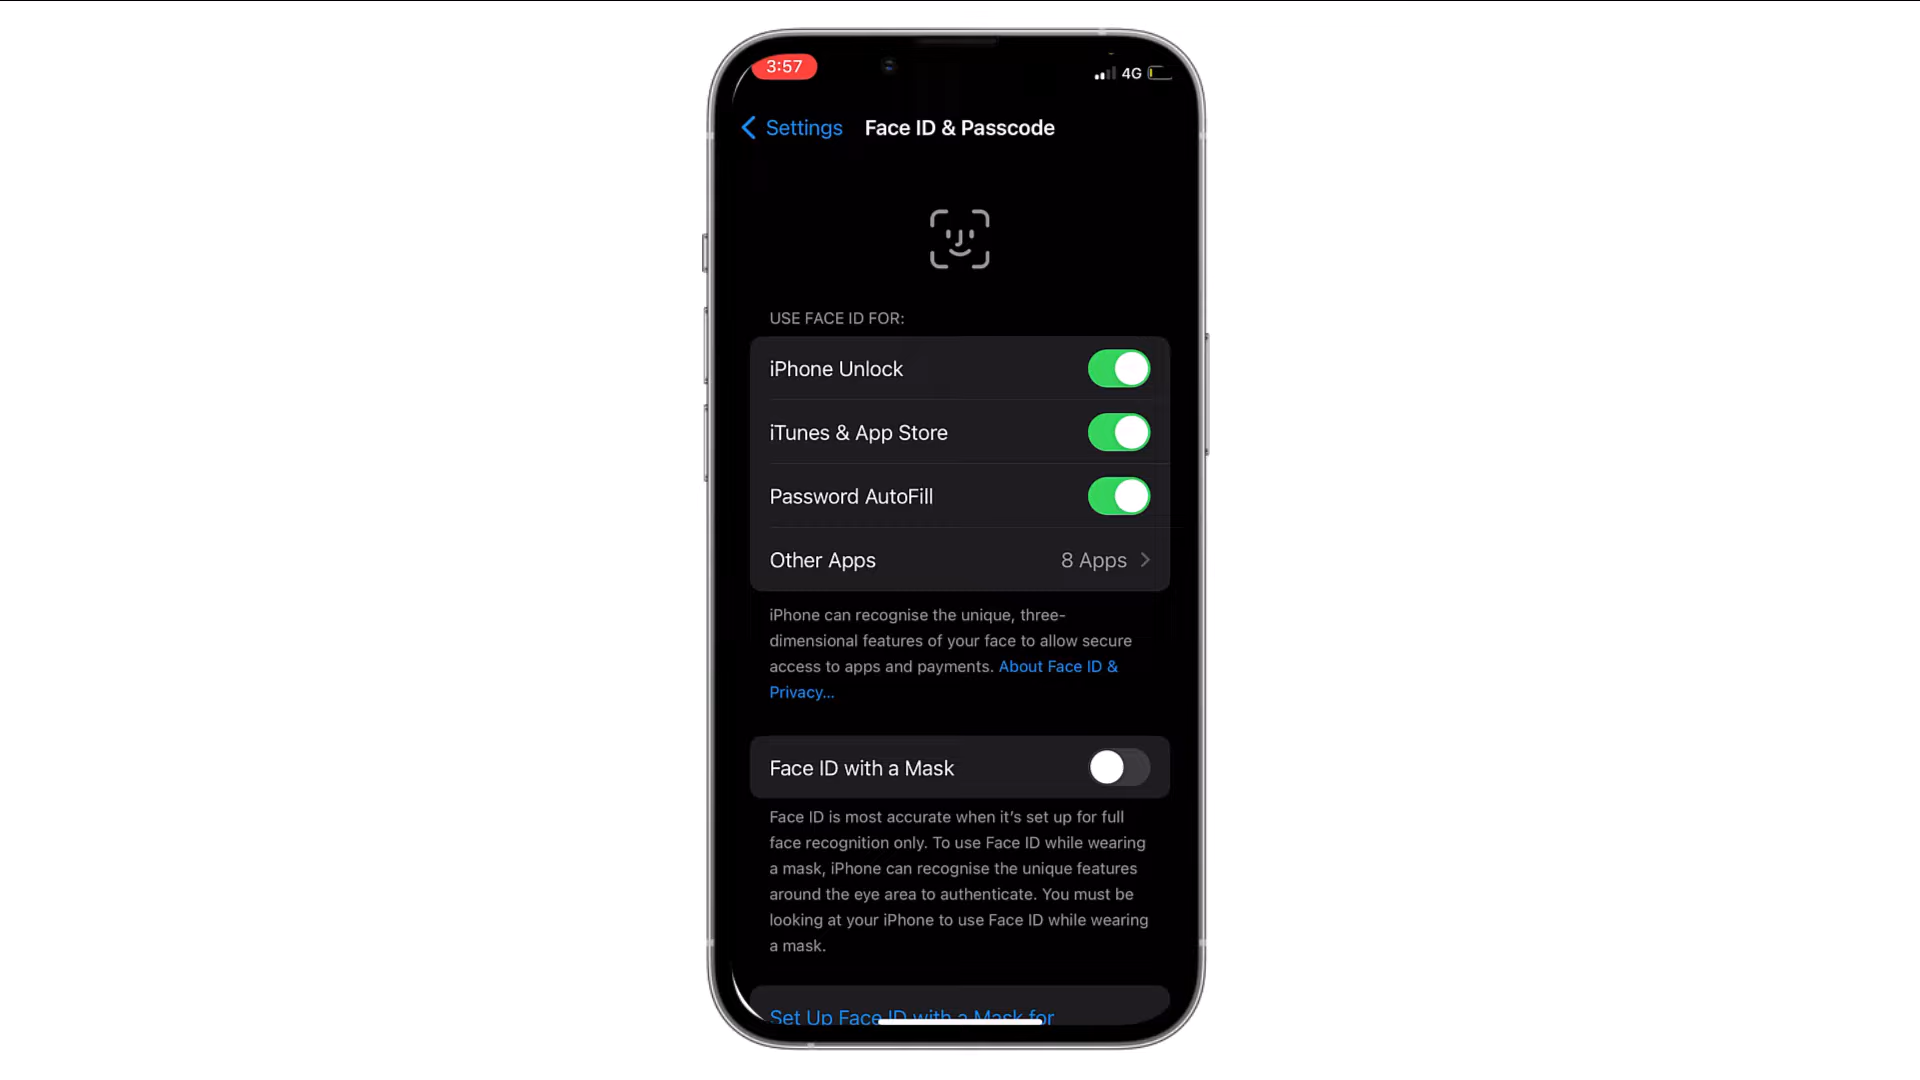 3:57
4G
Settings
Face ID & Passcode
USE FACE ID FOR:
iPhone Unlock
iTunes & App Store
Password AutoFill
Other Apps
8 Apps
iPhone can recognise the unique, three-
dimensional features of your face to allow secure
access to apps and payments. About Face ID &
Privacy...
Face ID with a Mask
Face ID is most accurate when it's set up for full
face recognition only. To use Face ID while wearing
a mask, iPhone can recognise the unique features
around the eye area to authenticate. You must be
looking at your iPhone to use Face ID while wearing
a mask.
Set Up Face ID with a Mask for